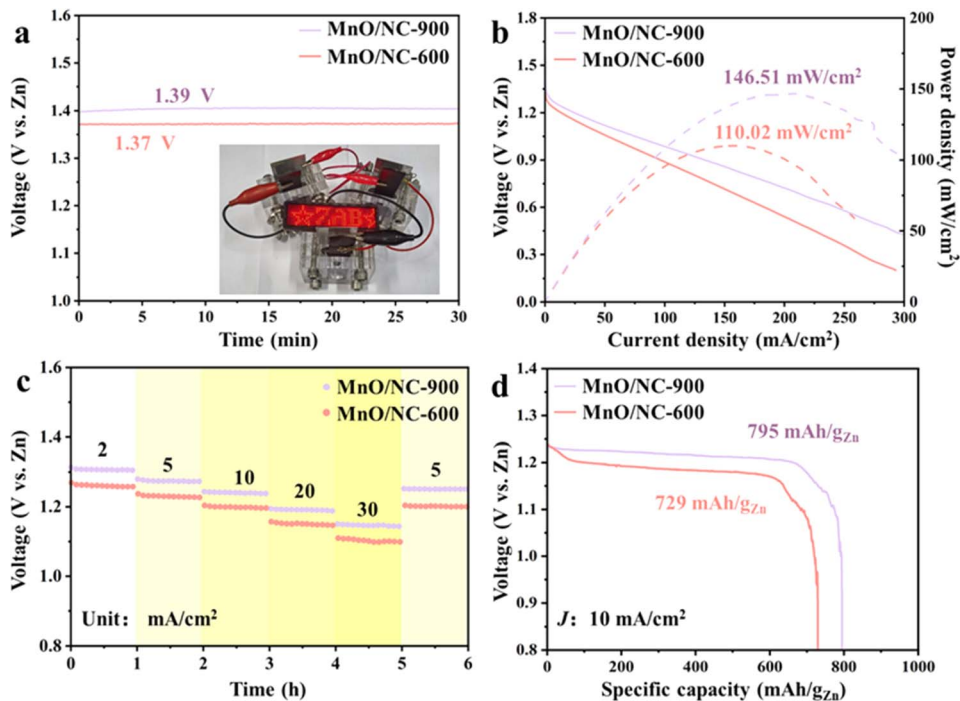 a
MnO/NC-900
MnO/NC-600
1.39 V
1.37 V
☆ZAB☆
Voltage (V vs. Zn)
1.6
1.5
1.4
1.3
1.2
1.1
1.0
0
5
10
15
20
25
30
Time (min)
b
MnO/NC-900
MnO/NC-600
146.51 mW/cm²
110.02 mW/cm²
Voltage (V vs. Zn)
1.8
1.5
1.2
0.9
0.6
0.3
0.0
Power density (mW/cm²)
200
150
100
50
0
0
50
100
150
200
250
300
Current density (mA/cm²)
c
MnO/NC-900
MnO/NC-600
2
5
10
20
30
5
Unit： mA/cm²
Voltage (V vs. Zn)
1.6
1.4
1.2
1.0
0.8
0
1
2
3
4
5
6
Time (h)
d
MnO/NC-900
MnO/NC-600
795 mAh/gZn
729 mAh/gZn
J: 10 mA/cm²
Voltage (V vs. Zn)
1.4
1.3
1.2
1.1
1.0
0.9
0.8
0
200
400
600
800
1000
Specific capacity (mAh/gZn)